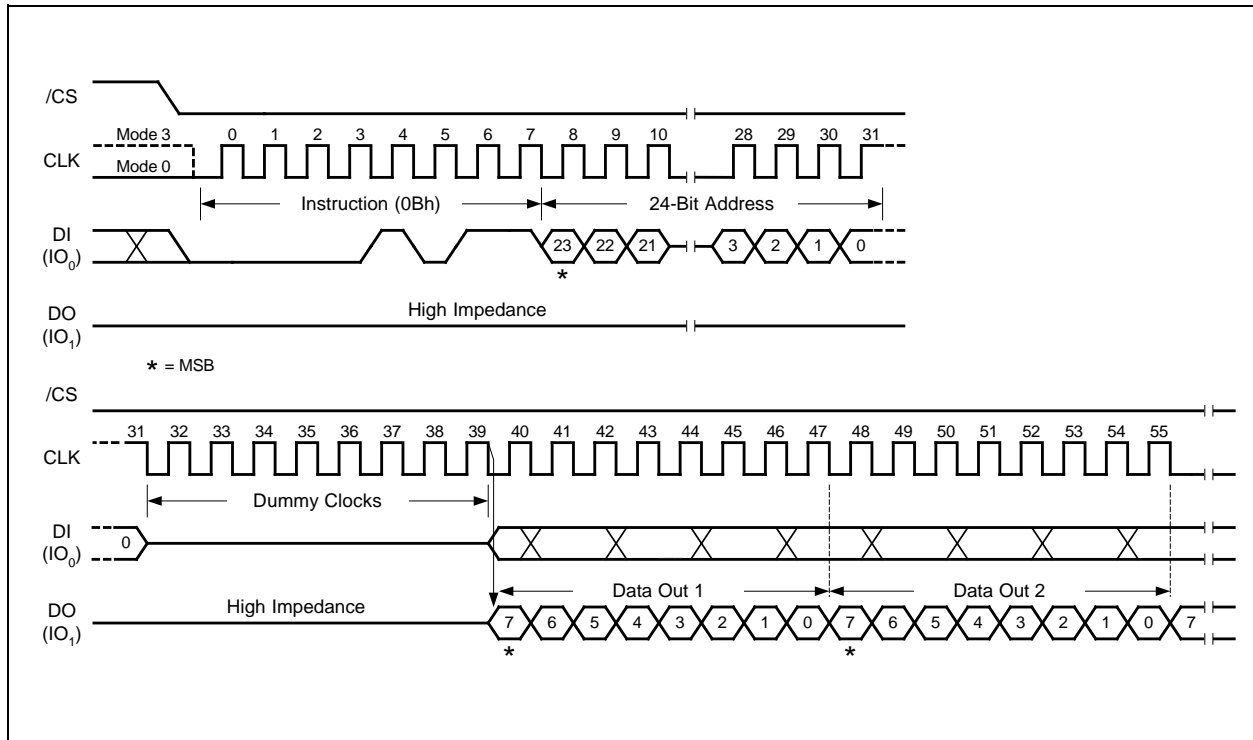 /CS
Mode 3 0 1 2 3 4 5 6 7 8 9 10 28 29 30 31
CLK
Mode 0
Instruction (0Bh) 24-Bit Address
DI
(IO0) 23 22 21 3 2 1 0
*
High Impedance
DO
(IO1)
* = MSB
/CS
31 32 33 34 35 36 37 38 39 40 41 42 43 44 45 46 47 48 49 50 51 52 53 54 55
CLK
Dummy Clocks
DI
(IO0) 0
Data Out 1 Data Out 2
High Impedance
DO
(IO1) 7 6 5 4 3 2 1 0 7 6 5 4 3 2 1 0 7
* *